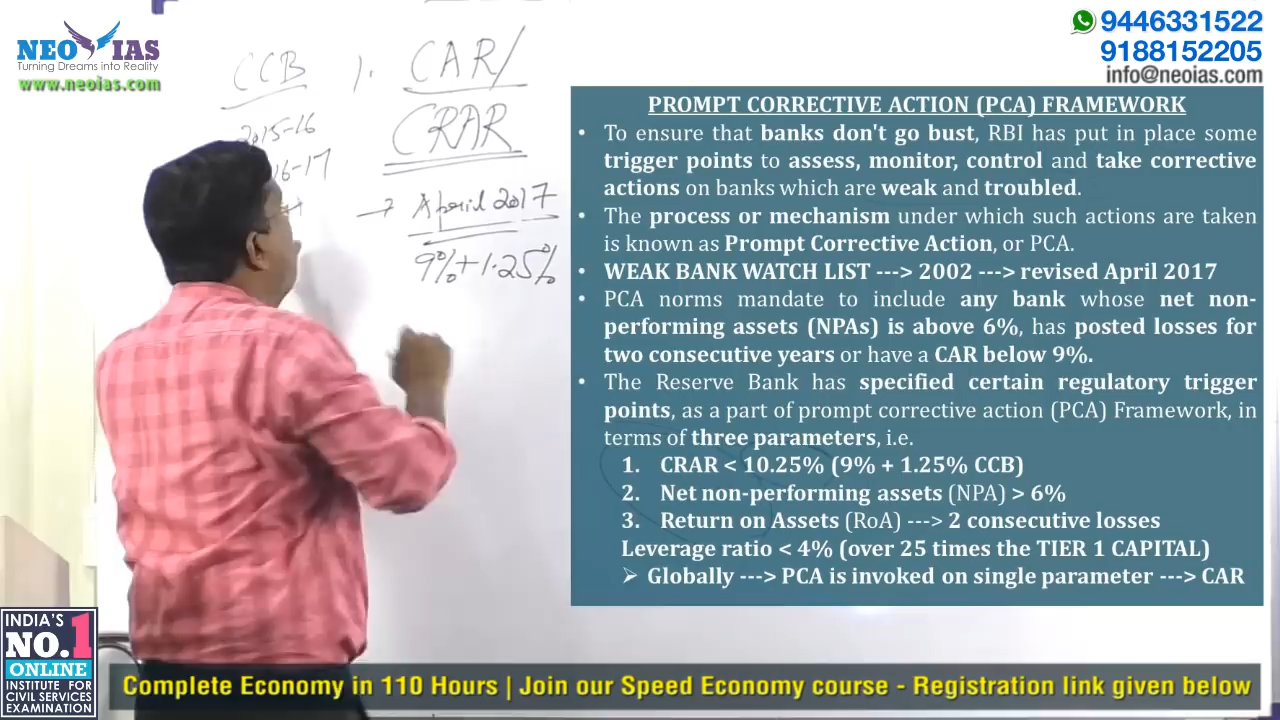 NEO IAS
Turning Dreams into Reality
www.neoias.com
9446331522
9188152205
info@neoias.com
CCB
1. CAR/
CRAR
2015-16
16-17
→ April 2017
9%+1.25%
PROMPT CORRECTIVE ACTION (PCA) FRAMEWORK
• To ensure that banks don't go bust, RBI has put in place some
trigger points to assess, monitor, control and take corrective
actions on banks which are weak and troubled.
• The process or mechanism under which such actions are taken
is known as Prompt Corrective Action, or PCA.
• WEAK BANK WATCH LIST ---> 2002 ---> revised April 2017
• PCA norms mandate to include any bank whose net non-
performing assets (NPAs) is above 6%, has posted losses for
two consecutive years or have a CAR below 9%.
• The Reserve Bank has specified certain regulatory trigger
points, as a part of prompt corrective action (PCA) Framework, in
terms of three parameters, i.e.
1. CRAR < 10.25% (9% + 1.25% CCB)
2. Net non-performing assets (NPA) > 6%
3. Return on Assets (RoA) ---> 2 consecutive losses
Leverage ratio < 4% (over 25 times the TIER 1 CAPITAL)
➢ Globally ---> PCA is invoked on single parameter ---> CAR
INDIA'S
NO.1
ONLINE
INSTITUTE FOR
CIVIL SERVICES
EXAMINATION
Complete Economy in 110 Hours | Join our Speed Economy course - Registration link given below